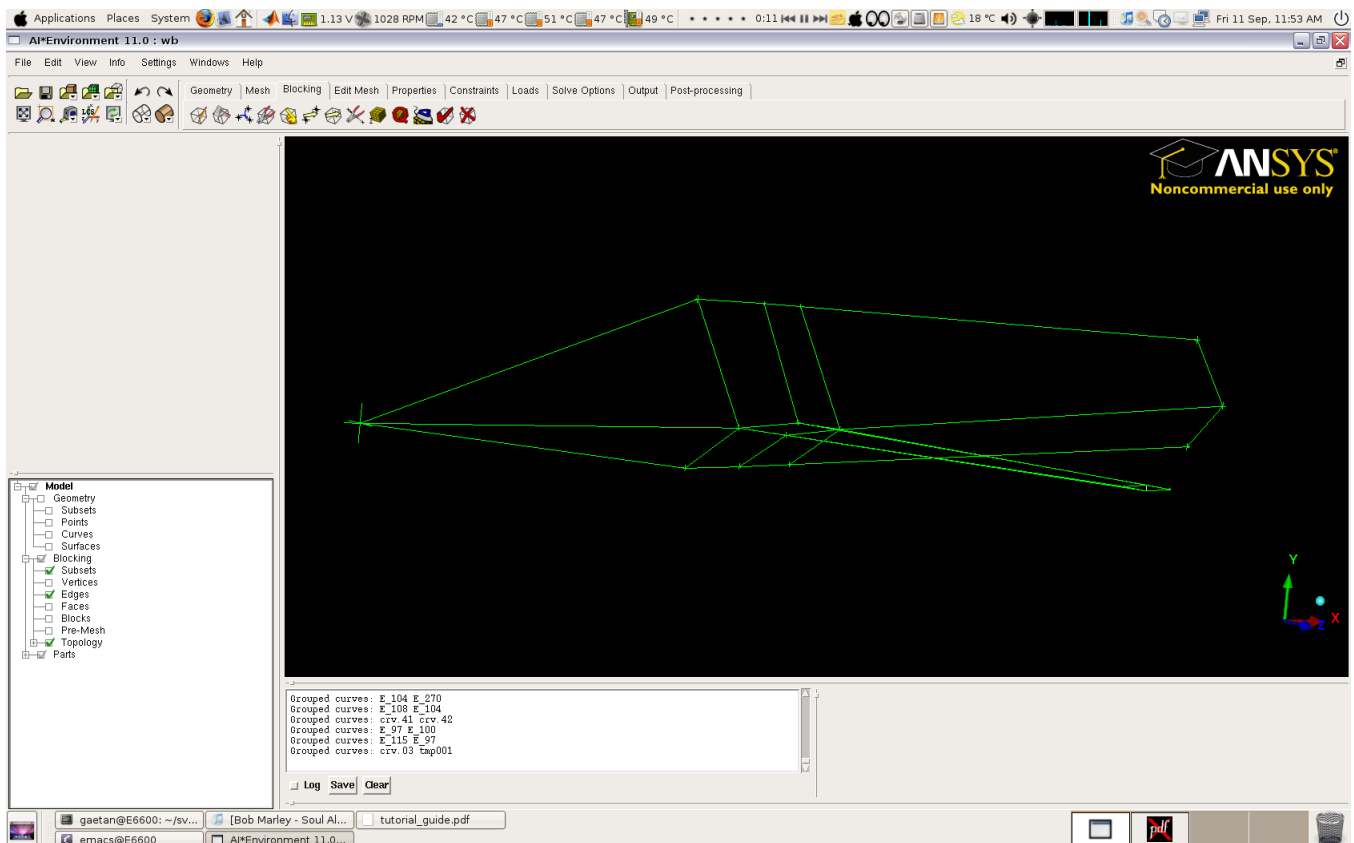 Applications Places System 1.13 V 1028 RPM 42 °C 47 °C 51 °C 47 °C 49 °C 0:11 18 °C Fri 11 Sep, 11:53 AM
AI*Environment 11.0 : wb
File Edit View Info Settings Windows Help
Geometry Mesh Blocking Edit Mesh Properties Constraints Loads Solve Options Output Post-processing
ANSYS
Noncommercial use only
Model
Geometry
Subsets
Points
Curves
Surfaces
Blocking
Subsets
Vertices
Edges
Faces
Blocks
Pre-Mesh
Topology
Parts
Y
X
Z
Grouped curves: E_104 E_270
Grouped curves: E_108 E_104
Grouped curves: crv.41 crv.42
Grouped curves: E_97 E_100
Grouped curves: E_115 E_97
Grouped curves: crv.03 tmp001
Log Save Clear
gaetan@E6600: ~/sv... [Bob Marley - Soul Al... tutorial_guide.pdf
emacs@E6600 AI*Environment 11.0...
pdf